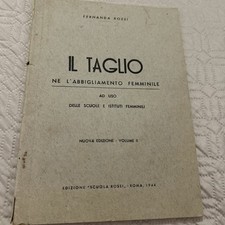 FERNANDA ROSSI
IL TAGLIO
NE L'ABBIGLIAMENTO FEMMINILE
AD USO
DELLE SCUOLE E ISTITUTI FEMMINILI
NUOVA EDIZIONE - VOLUME
EDIZIONE "SCUOLA ROSSI" - ROMA,